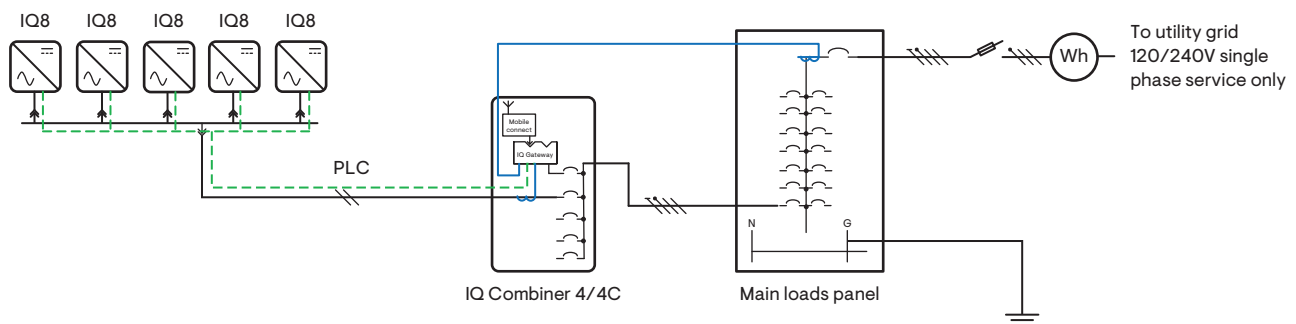 IQ8 IQ8 IQ8 IQ8 IQ8
To utility grid
120/240V single
phase service only
Wh
Mobile
connect
IQ Gateway
PLC
N G
IQ Combiner 4/4C
Main loads panel